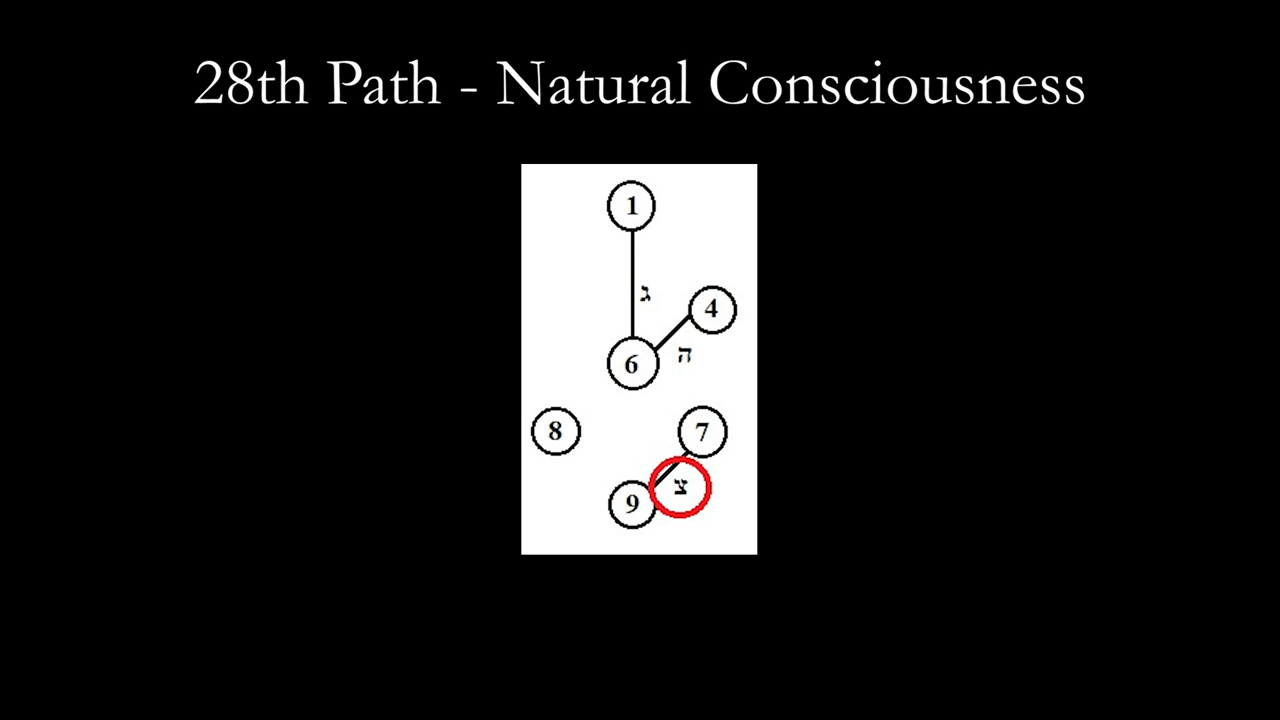 28th Path - Natural Consciousness
1
ג
4
6
ה
8
7
צ
9